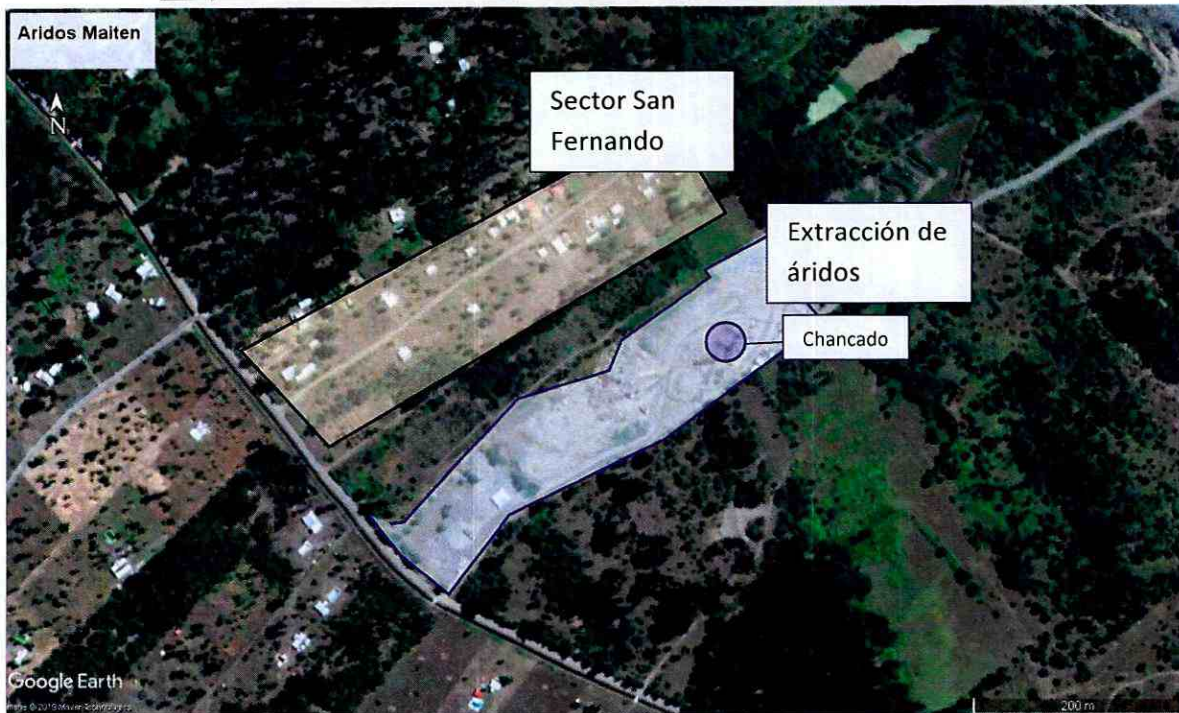 Aridos Maiten
N
Sector San
Fernando
Extracción de
áridos
Chancado
Google Earth
200 m